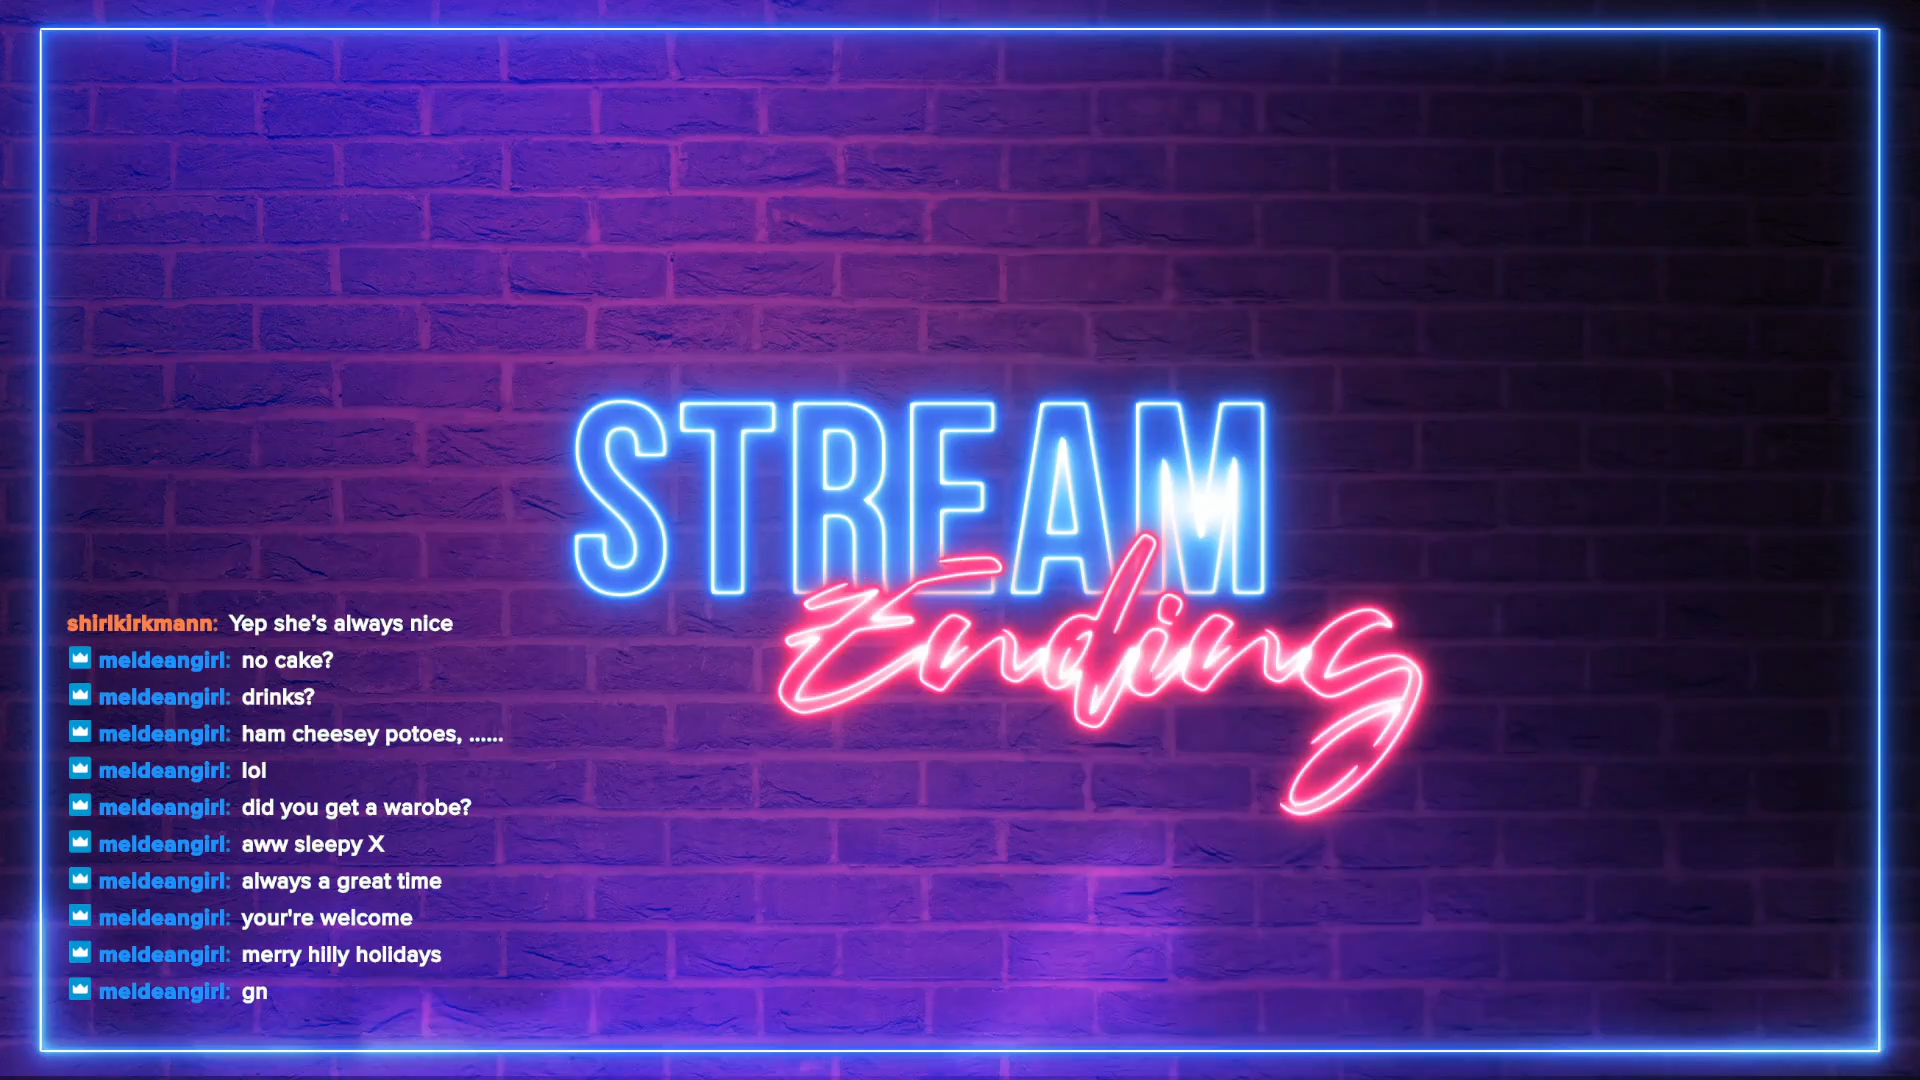 STREAM
Ending
shirlkirkmann: Yep she’s always nice
meldeangirl: no cake?
meldeangirl: drinks?
meldeangirl: ham cheesey potoes, ......
meldeangirl: lol
meldeangirl: did you get a warobe?
meldeangirl: aww sleepy X
meldeangirl: always a great time
meldeangirl: your're welcome
meldeangirl: merry hilly holidays
meldeangirl: gn